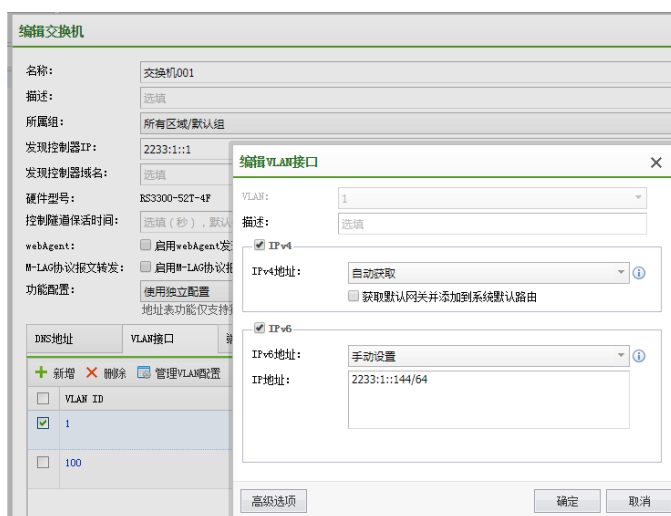 编辑交换机
名称: 交换机001
描述: 选填
所属组: 所有区域/默认组
发现控制器IP: 2233:1::1
发现控制器域名: 选填
硬件型号: RS3300-52T-4F
控制隧道保活时间: 选填(秒),默认
webAgent: 启用webAgent发
M-LAG协议报文转发: 启用M-LAG协议报
功能配置: 使用独立配置
地址表功能仅支持
DNS地址 VLAN接口
新增 删除 管理VLAN配置
VLAN ID
1
100
编辑VLAN接口
VLAN: 1
描述: 选填
IPv4
IPv4地址: 自动获取
获取默认网关并添加到系统默认路由
IPv6
IPv6地址: 手动设置
IP地址: 2233:1::144/64
高级选项 确定 取消